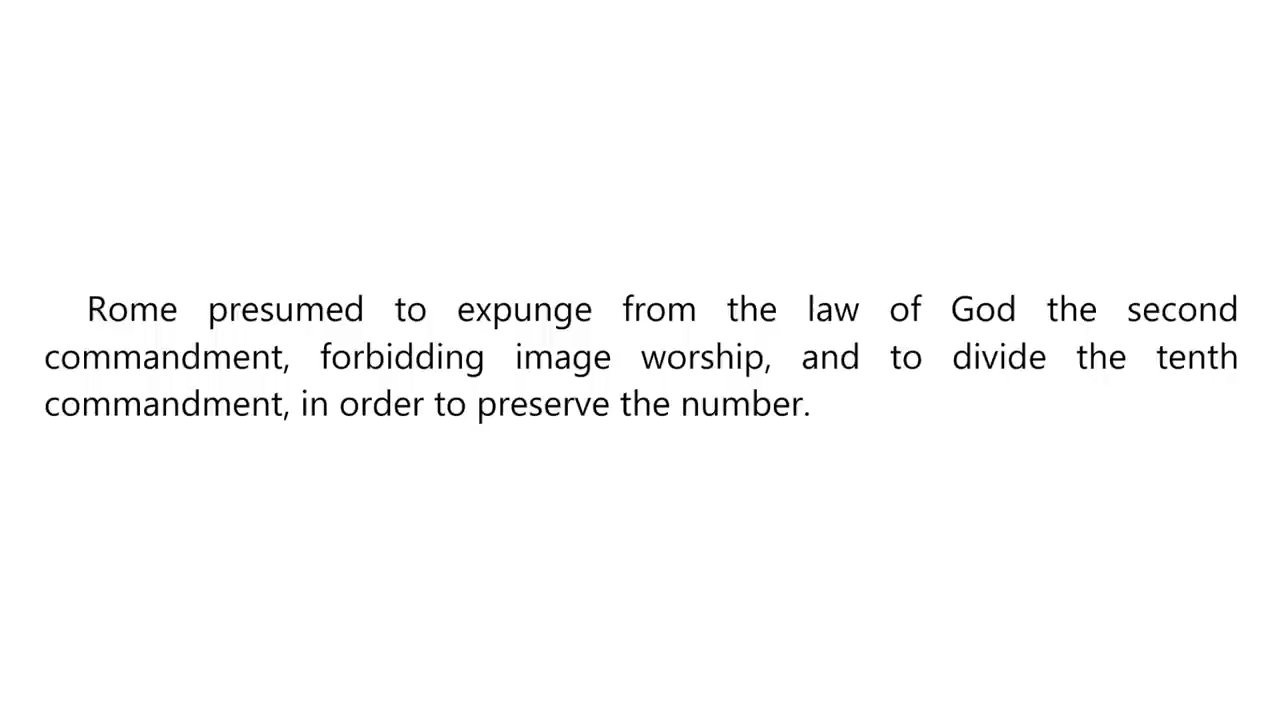 Rome presumed to expunge from the law of God the second
commandment, forbidding image worship, and to divide the tenth
commandment, in order to preserve the number.